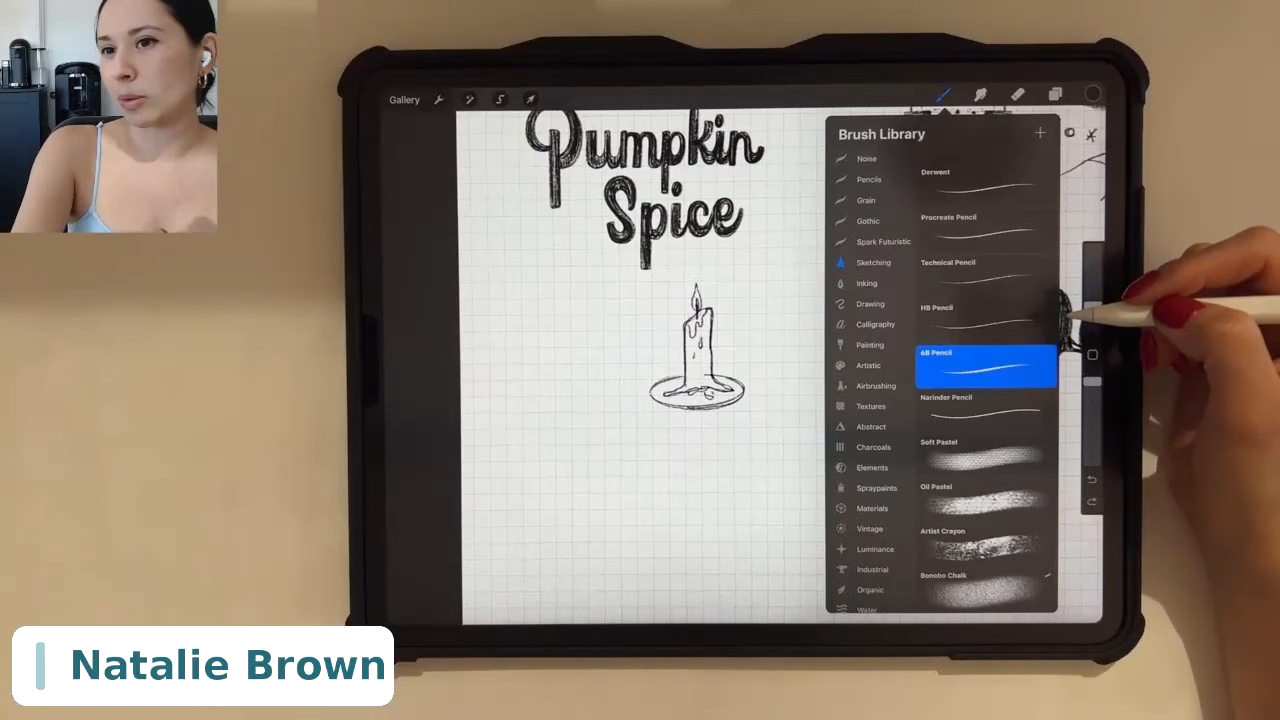 Gallery
Pumpkin
Spice
Brush Library
Noise
Pencils
Grain
Gothic
Spark Futuristic
Sketching
Inking
Drawing
Calligraphy
Painting
Artistic
Airbrushing
Textures
Abstract
Charcoals
Elements
Spraypaints
Materials
Vintage
Luminance
Industrial
Organic
Water
Derwent
Procreate Pencil
Technical Pencil
HB Pencil
6B Pencil
Narinder Pencil
Soft Pastel
Oil Pastel
Artist Crayon
Bonobo Chalk
Natalie Brown